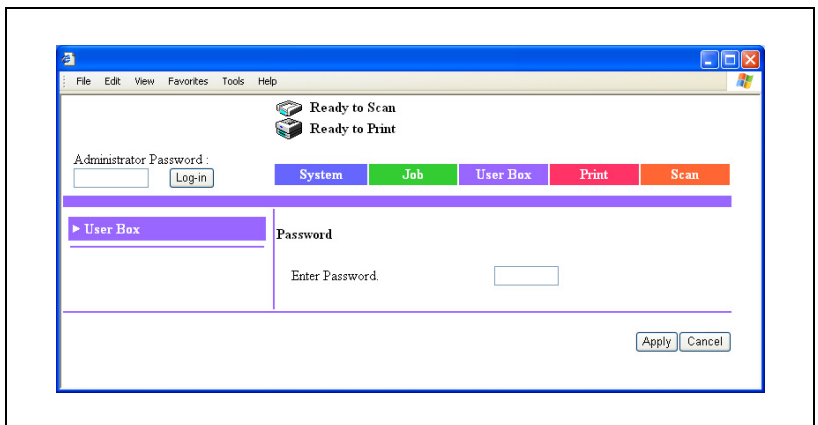 File Edit View Favorites Tools Help
Ready to Scan
Ready to Print
Administrator Password :
Log-in
System Job User Box Print Scan
User Box
Password
Enter Password.
Apply Cancel